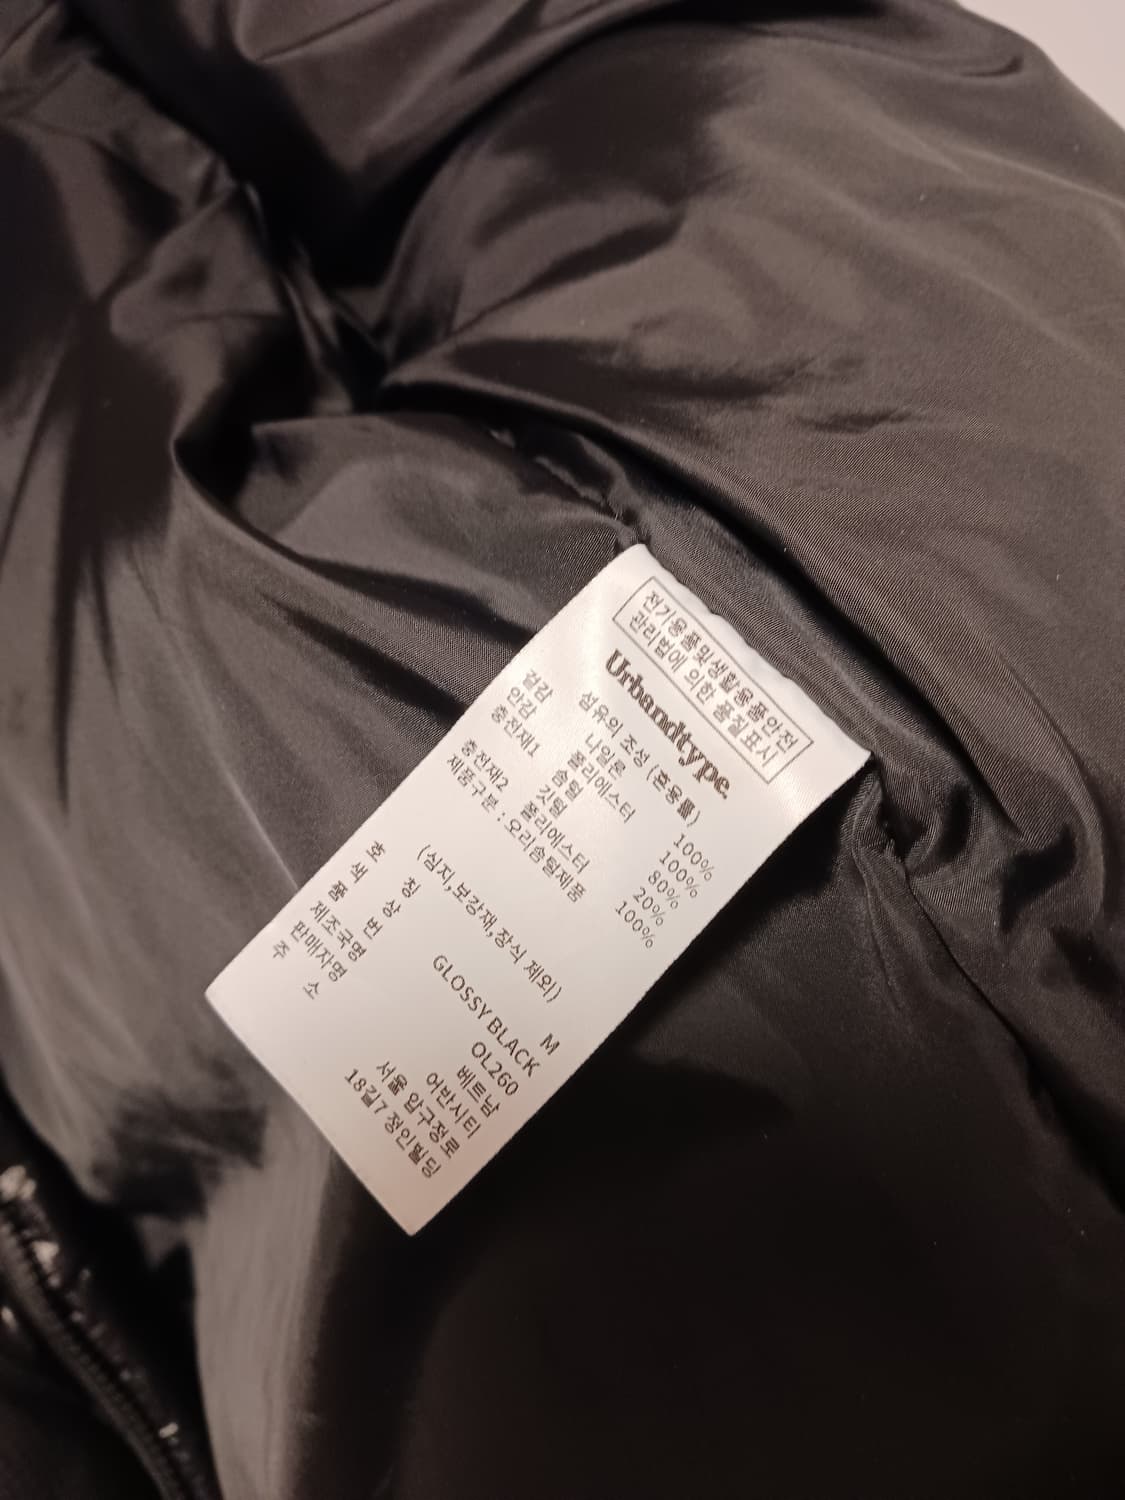 전기용품및생활용품안전
관리법에 의한 품질표시
Urbandtype.
섬유의 조성 (혼용률)
겉감 나일론 100%
안감 폴리에스터 100%
충전재1 솜털 80%
깃털 20%
충전재2 폴리에스터 100%
제품구분 : 오리솜털제품
(심지,보강재,장식 제외)
호 칭 M
색 상 GLOSSY BLACK
품 번 OL260
제조국명 베트남
판매자명 어반시티
주 소 서울 압구정로
18길7 정인빌딩